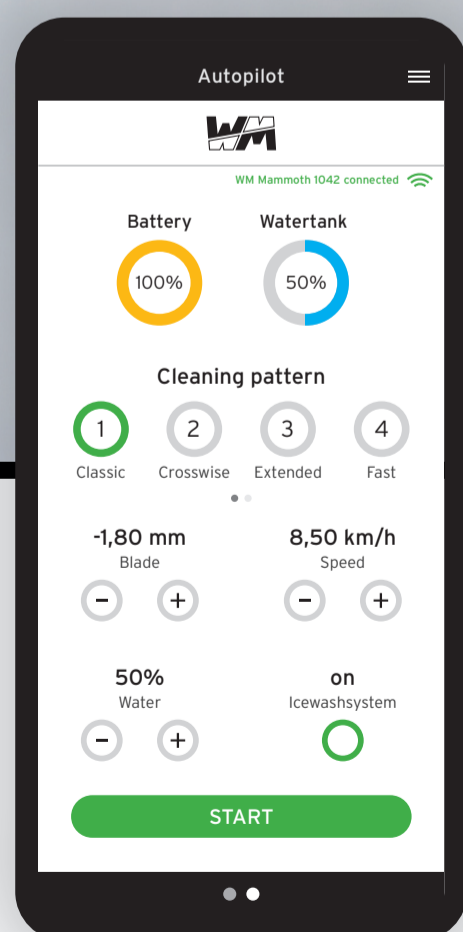 Autopilot
WM
WM Mammoth 1042 connected
Battery Watertank
100% 50%
Cleaning pattern
1 2 3 4
Classic Crosswise Extended Fast
-1,80 mm 8,50 km/h
Blade Speed
- + - +
50% on
Water Icewashsystem
- +
START